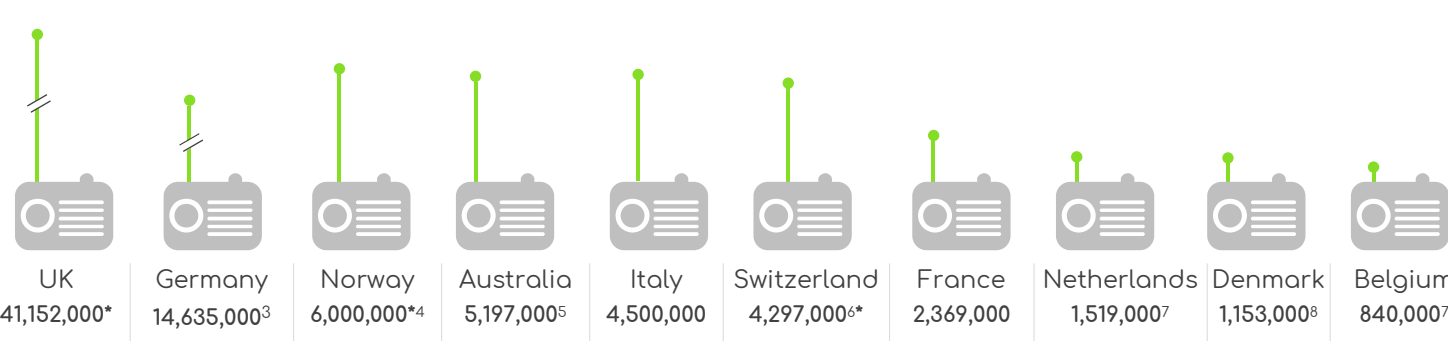 UK Germany Norway Australia Italy Switzerland France Netherlands Denmark Belgium
41,152,000* 14,635,000³ 6,000,000*⁴ 5,197,000⁵ 4,500,000 4,297,000⁶* 2,369,000 1,519,000⁷ 1,153,000⁸ 840,000⁷